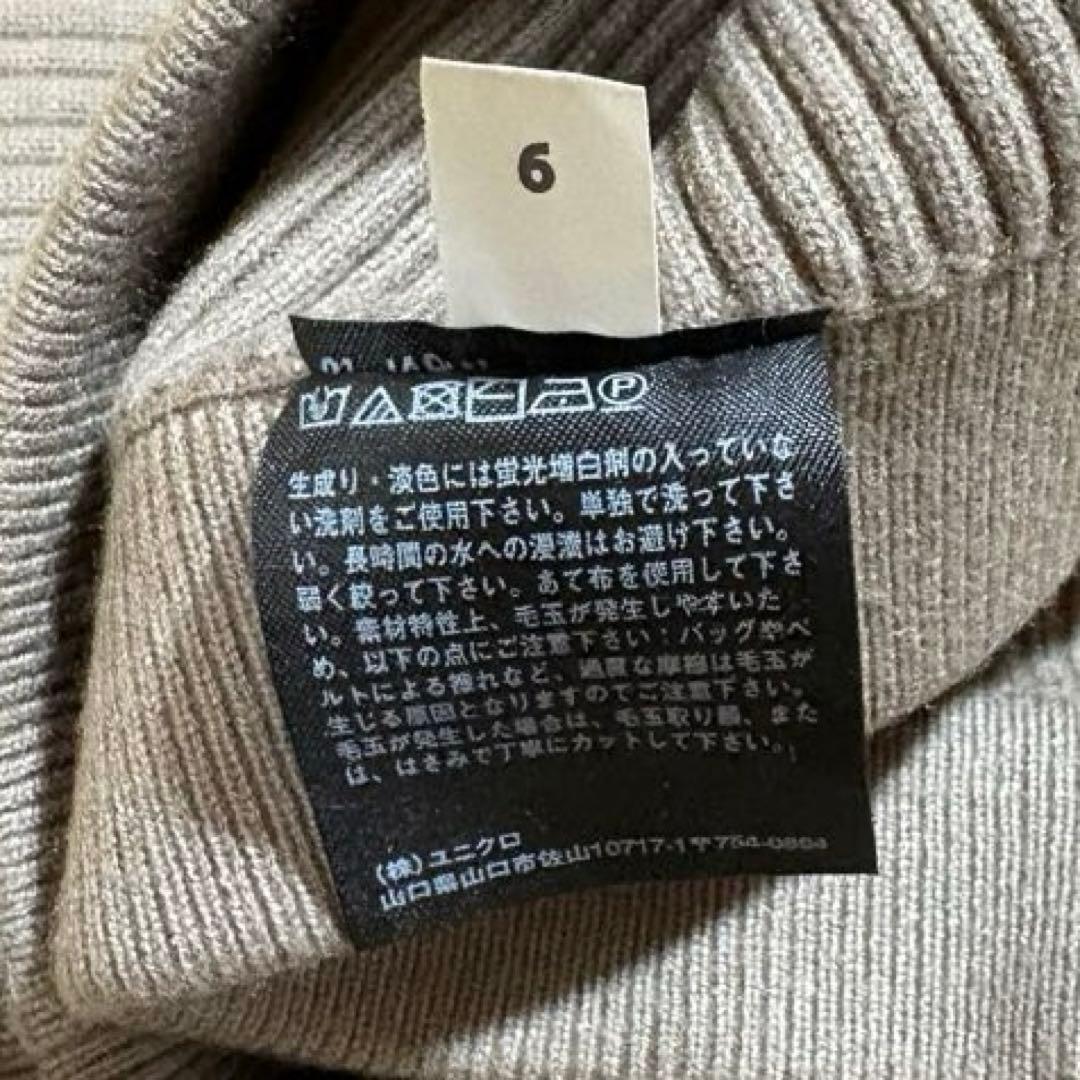 6
生成り・淡色には蛍光増白剤の入っていな
い洗剤をご使用下さい。単独で洗って下さ
い。長時間の水への浸漬はお避け下さい。
弱く絞って下さい。あて布を使用して下さ
い。素材特性上、毛玉が発生しやすいた
め、以下の点にご注意下さい：バッグやベ
ルトによる擦れなど、過度な摩擦は毛玉が
生じる原因となりますのでご注意下さい。
毛玉が発生した場合は、毛玉取り器、また
は、はさみで丁寧にカットして下さい。
(株) ユニクロ
山口県山口市佐山10717-1 〒754-0894